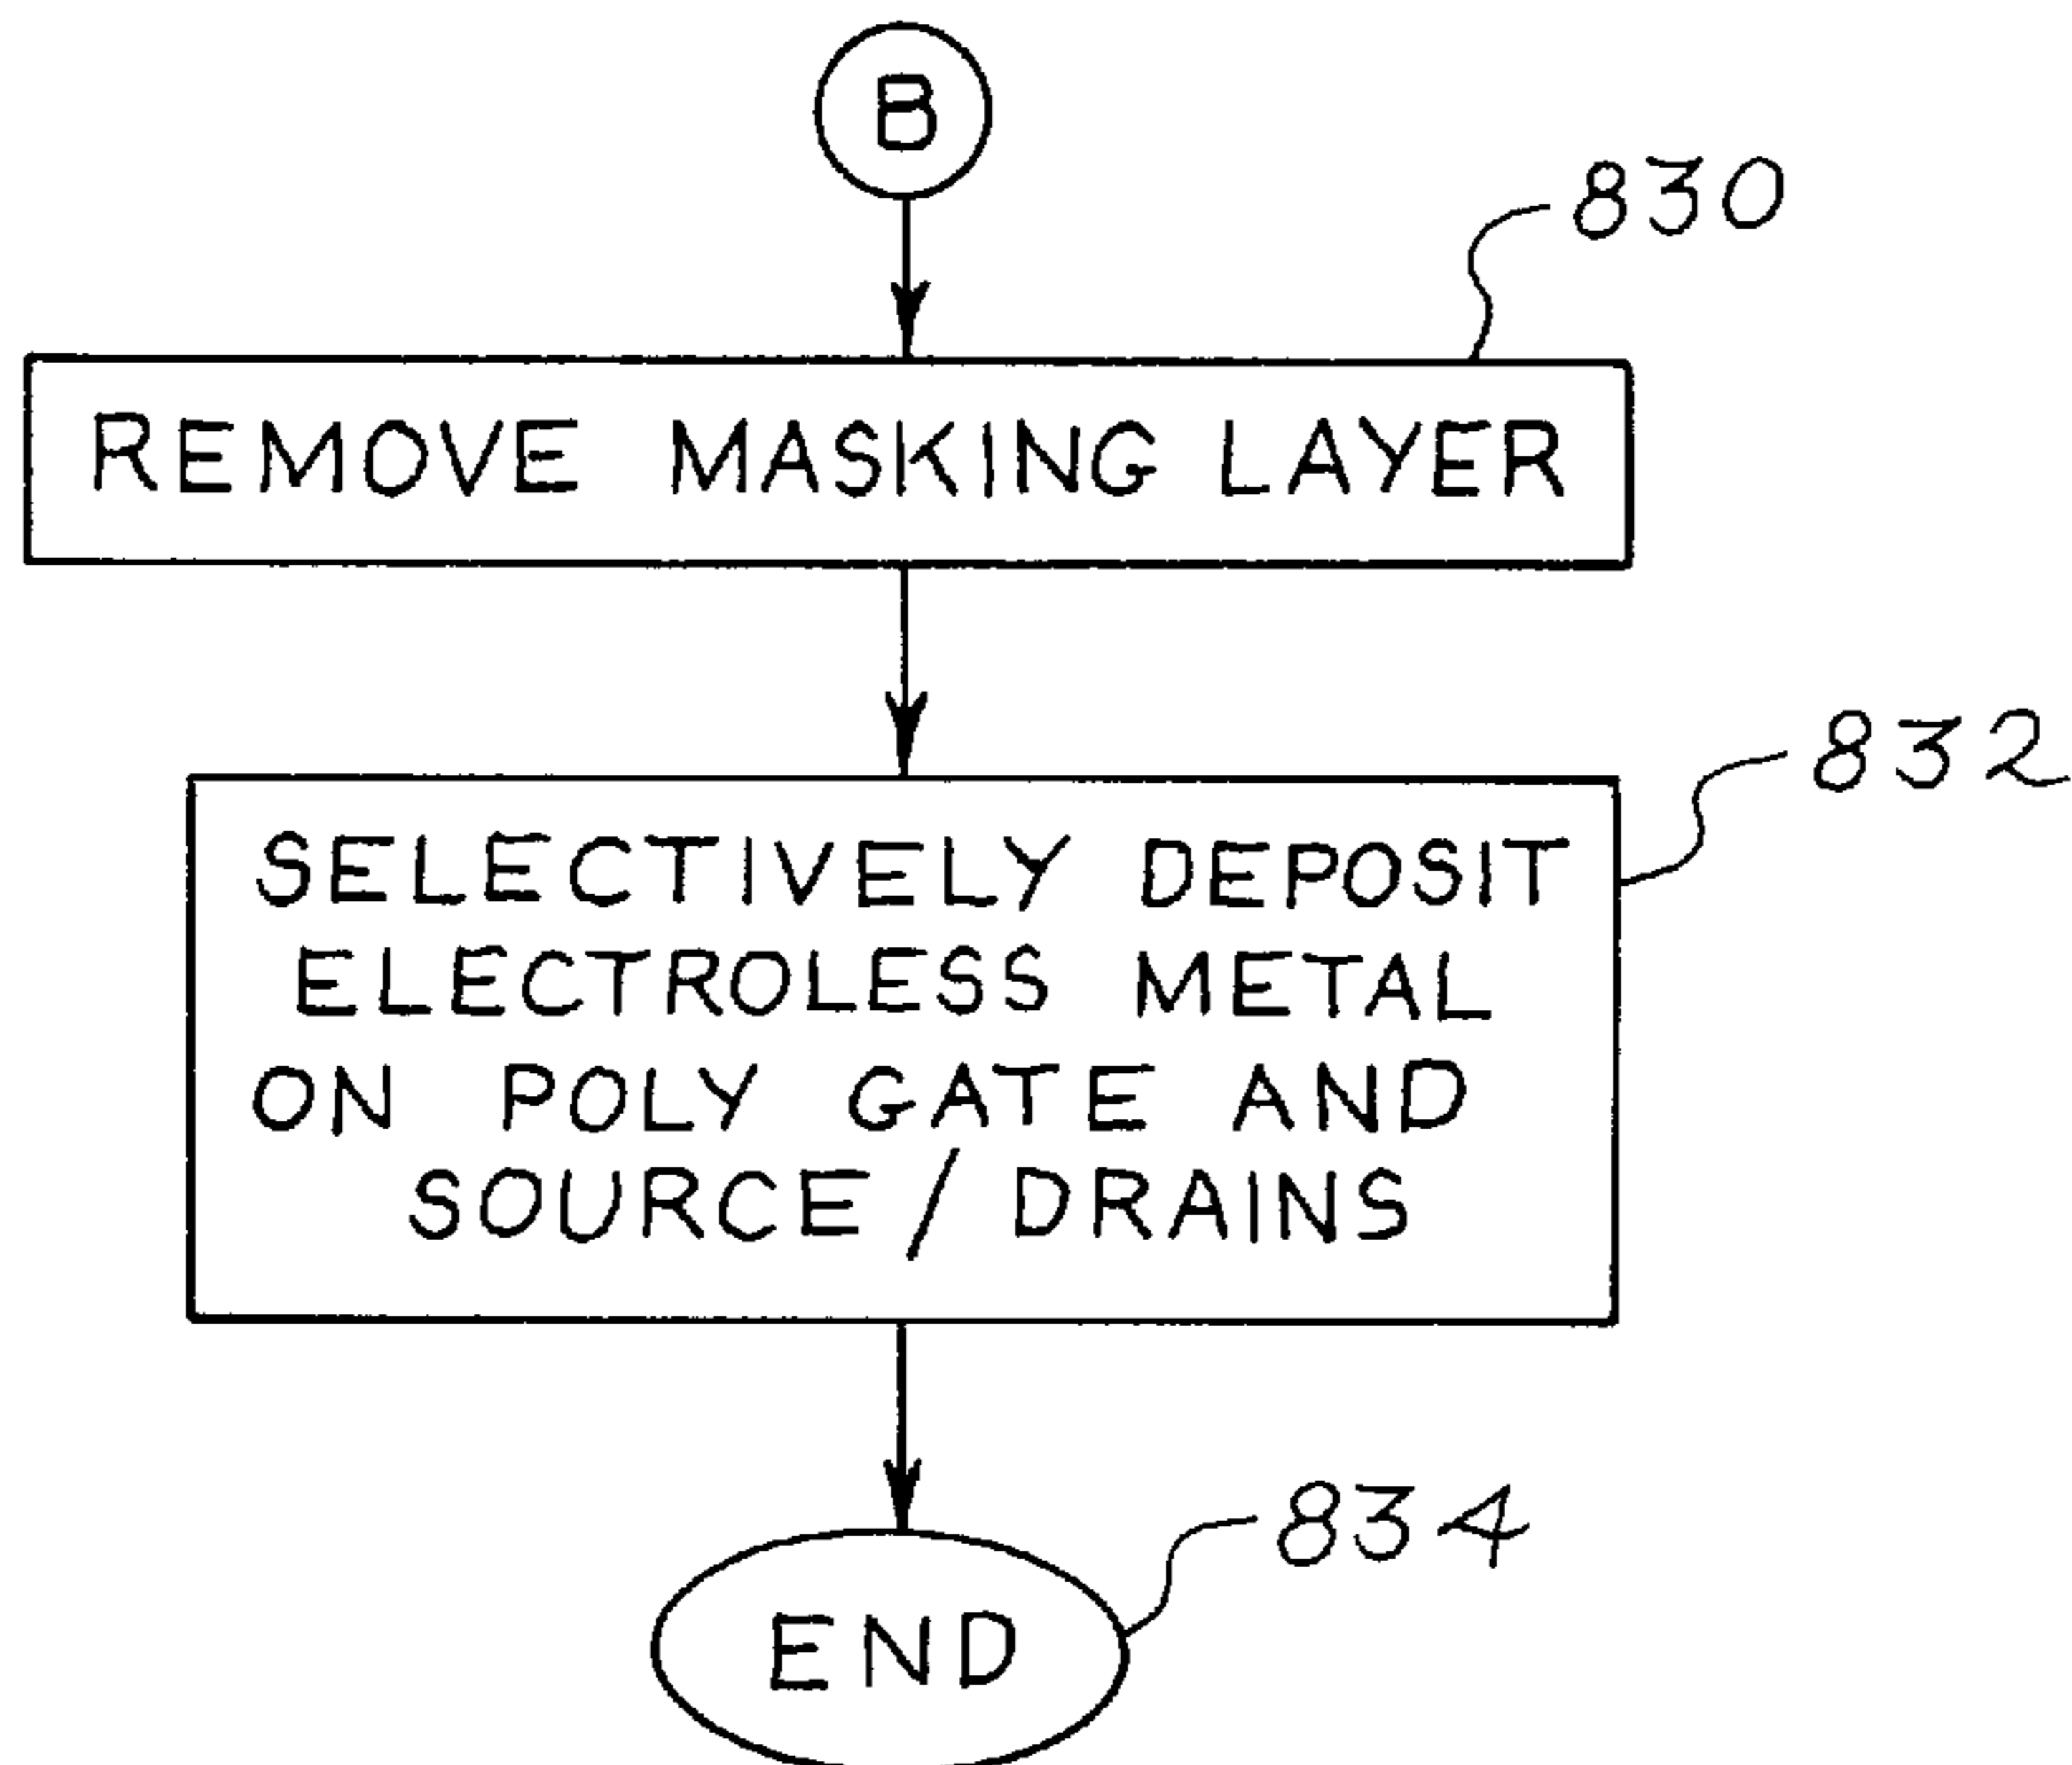 B
830
REMOVE MASKING LAYER
832
SELECTIVELY DEPOSIT
ELECTROLESS METAL
ON POLY GATE AND
SOURCE/DRAINS
834
END